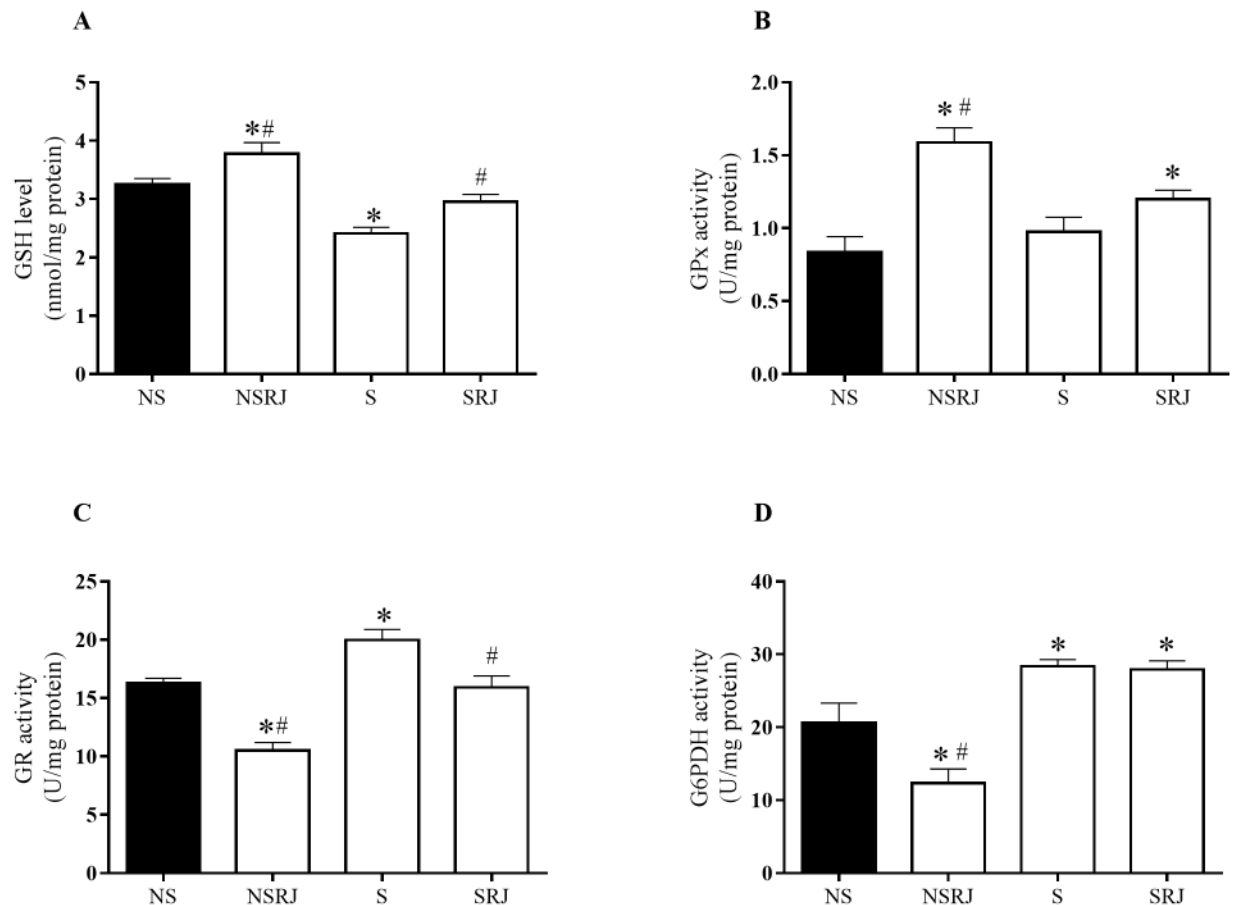 A
GSH level
(nmol/mg protein)
5
4
3
2
1
0
*#
*
#
NS NSRJ S SRJ
B
GPx activity
(U/mg protein)
2.0
1.5
1.0
0.5
0.0
* #
*
NS NSRJ S SRJ
C
GR activity
(U/mg protein)
25
20
15
10
5
0
*#
*
#
NS NSRJ S SRJ
D
G6PDH activity
(U/mg protein)
40
30
20
10
0
* #
* *
NS NSRJ S SRJ